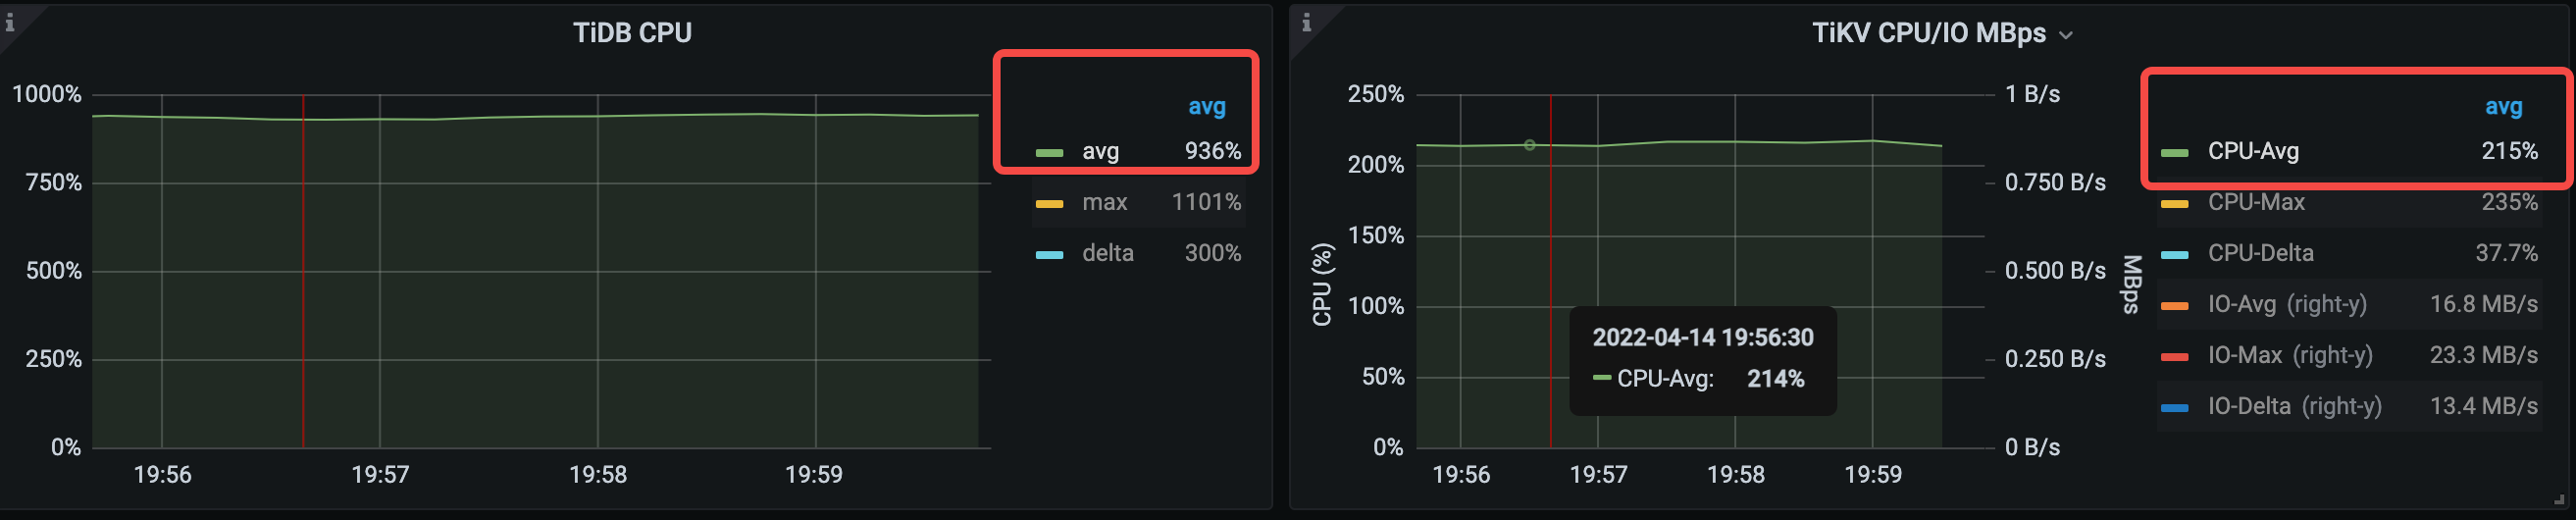 TiDB CPU
1000%
750%
500%
250%
0%
19:56 19:57 19:58 19:59
avg
avg 936%
max 1101%
delta 300%
TiKV CPU/IO MBps
CPU (%)
250%
200%
150%
100%
50%
0%
19:56 19:57 19:58 19:59
2022-04-14 19:56:30
CPU-Avg: 214%
1 B/s
0.750 B/s
0.500 B/s
0.250 B/s
0 B/s
MBps
avg
CPU-Avg 215%
CPU-Max 235%
CPU-Delta 37.7%
IO-Avg (right-y) 16.8 MB/s
IO-Max (right-y) 23.3 MB/s
IO-Delta (right-y) 13.4 MB/s